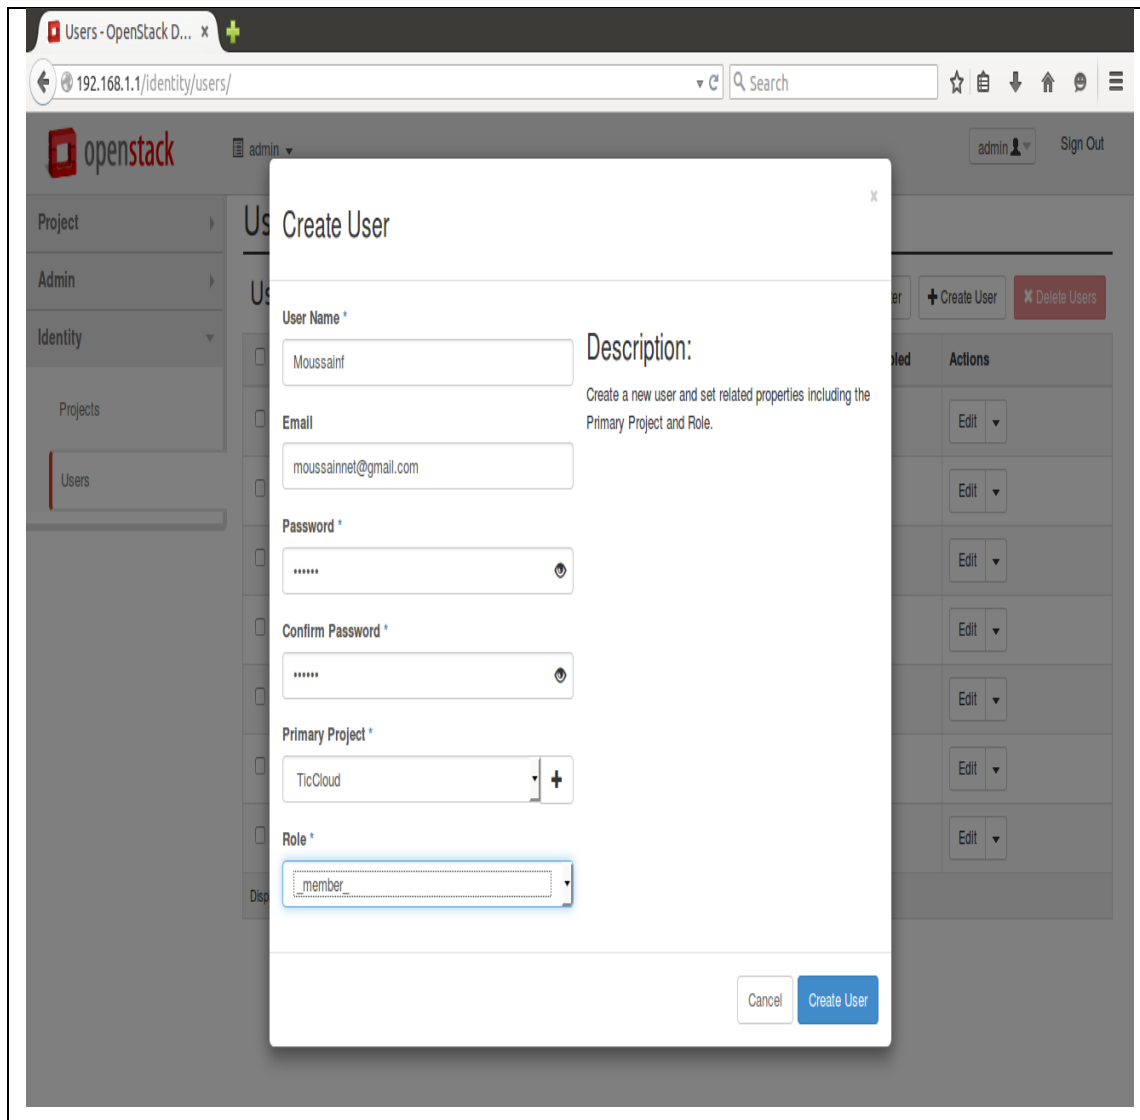 Users - OpenStack D... ×
192.168.1.1/identity/users/
Search
openstack
admin
admin
Sign Out
Project
Admin
Identity
Projects
Users
Us
Us
er
Create User
Delete Users
bled
Actions
Edit
Edit
Edit
Edit
Edit
Edit
Edit
Disp
x
Create User
User Name *
Moussainf
Email
moussainnet@gmail.com
Password *
••••••
Confirm Password *
••••••
Primary Project *
TicCloud
Role *
_member_
Description:
Create a new user and set related properties including the
Primary Project and Role.
Cancel
Create User